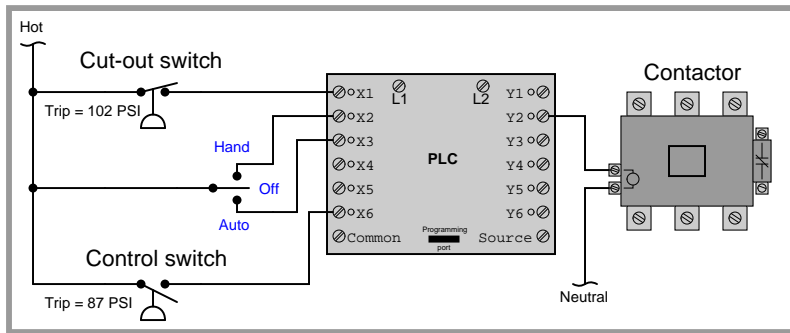 Hot
Cut-out switch
Trip = 102 PSI
Hand
Off
Auto
Control switch
Trip = 87 PSI
L1
L2
X1
X2
X3
X4
X5
X6
Common
PLC
Programming
port
Y1
Y2
Y3
Y4
Y5
Y6
Source
Contactor
Neutral